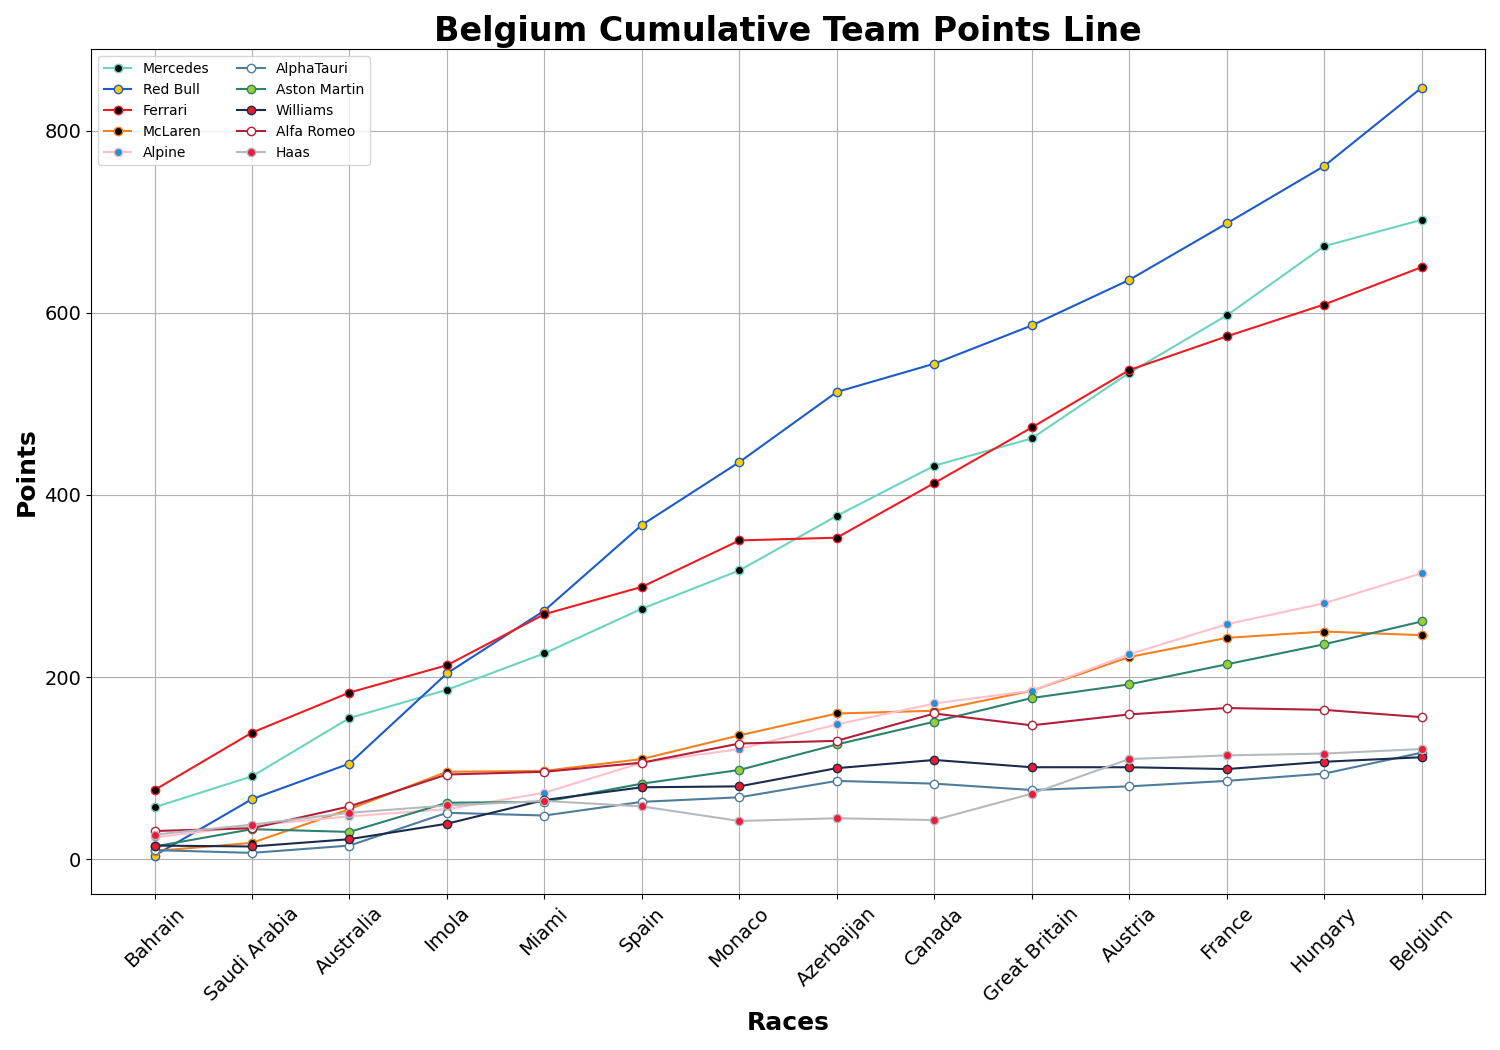 Belgium Cumulative Team Points Line
Mercedes
Red Bull
Ferrari
McLaren
Alpine
AlphaTauri
Aston Martin
Williams
Alfa Romeo
Haas
Points
800
600
400
200
0
Bahrain
Saudi Arabia
Australia
Imola
Miami
Spain
Monaco
Azerbaijan
Canada
Great Britain
Austria
France
Hungary
Belgium
Races